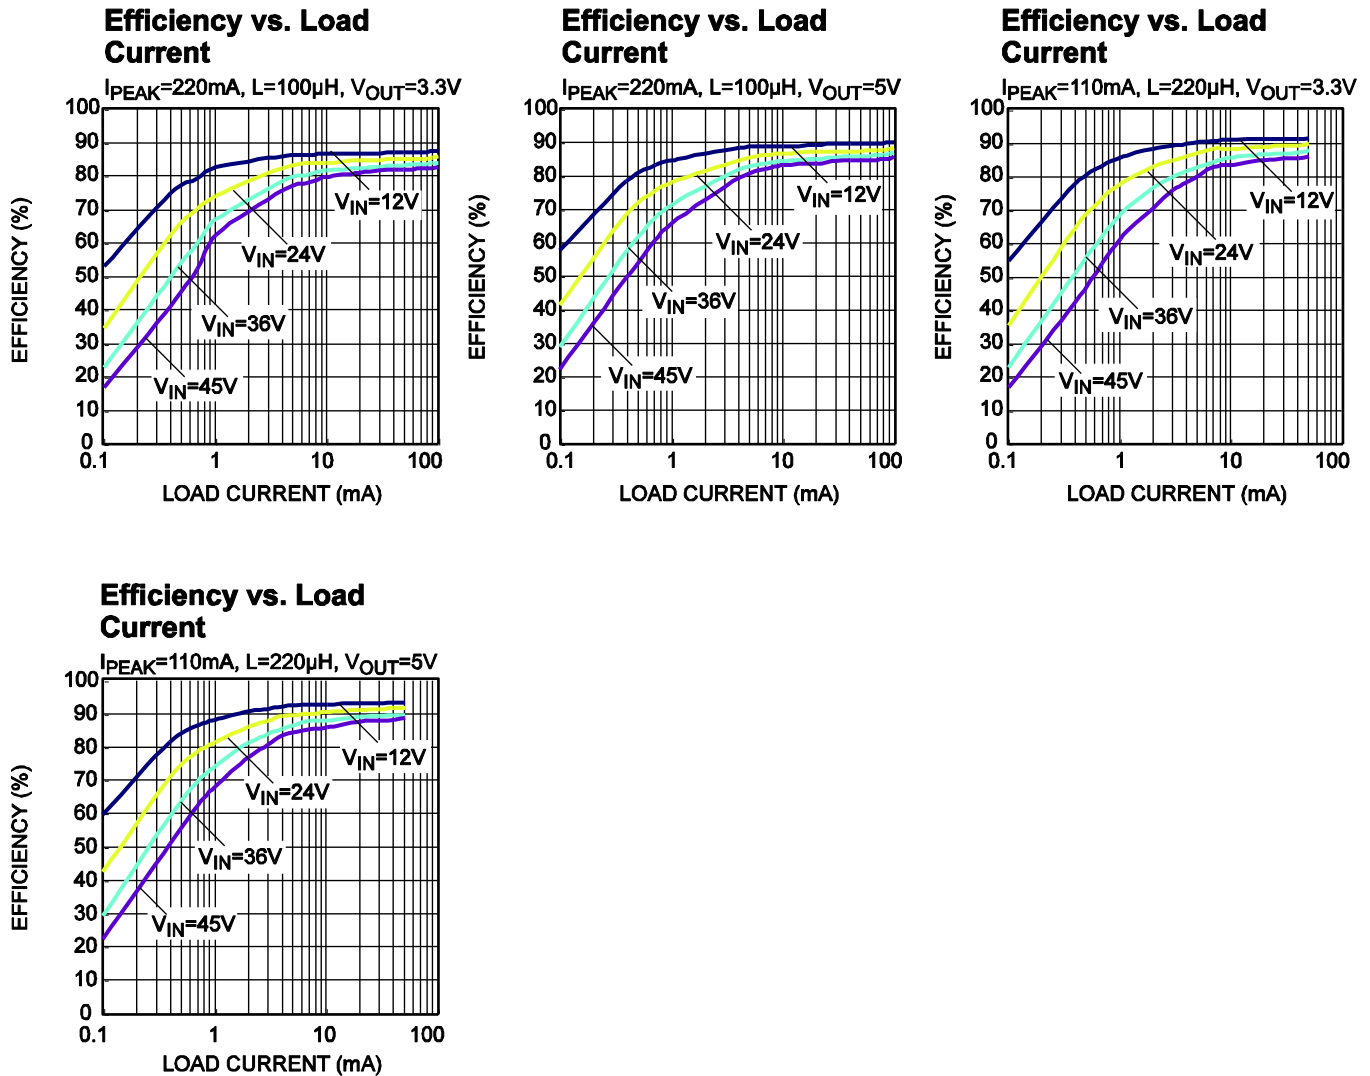 Efficiency vs. Load
Current
IPEAK=220mA, L=100µH, VOUT=3.3V
100
90
80
70
60
50
40
30
20
10
0
EFFICIENCY (%)
VIN=12V
VIN=24V
VIN=36V
VIN=45V
0.1
1
10
100
LOAD CURRENT (mA)
Efficiency vs. Load
Current
IPEAK=220mA, L=100µH, VOUT=5V
100
90
80
70
60
50
40
30
20
10
0
EFFICIENCY (%)
VIN=12V
VIN=24V
VIN=36V
VIN=45V
0.1
1
10
100
LOAD CURRENT (mA)
Efficiency vs. Load
Current
IPEAK=110mA, L=220µH, VOUT=3.3V
100
90
80
70
60
50
40
30
20
10
0
EFFICIENCY (%)
VIN=12V
VIN=24V
VIN=36V
VIN=45V
0.1
1
10
100
LOAD CURRENT (mA)
Efficiency vs. Load
Current
IPEAK=110mA, L=220µH, VOUT=5V
100
90
80
70
60
50
40
30
20
10
0
EFFICIENCY (%)
VIN=12V
VIN=24V
VIN=36V
VIN=45V
0.1
1
10
100
LOAD CURRENT (mA)